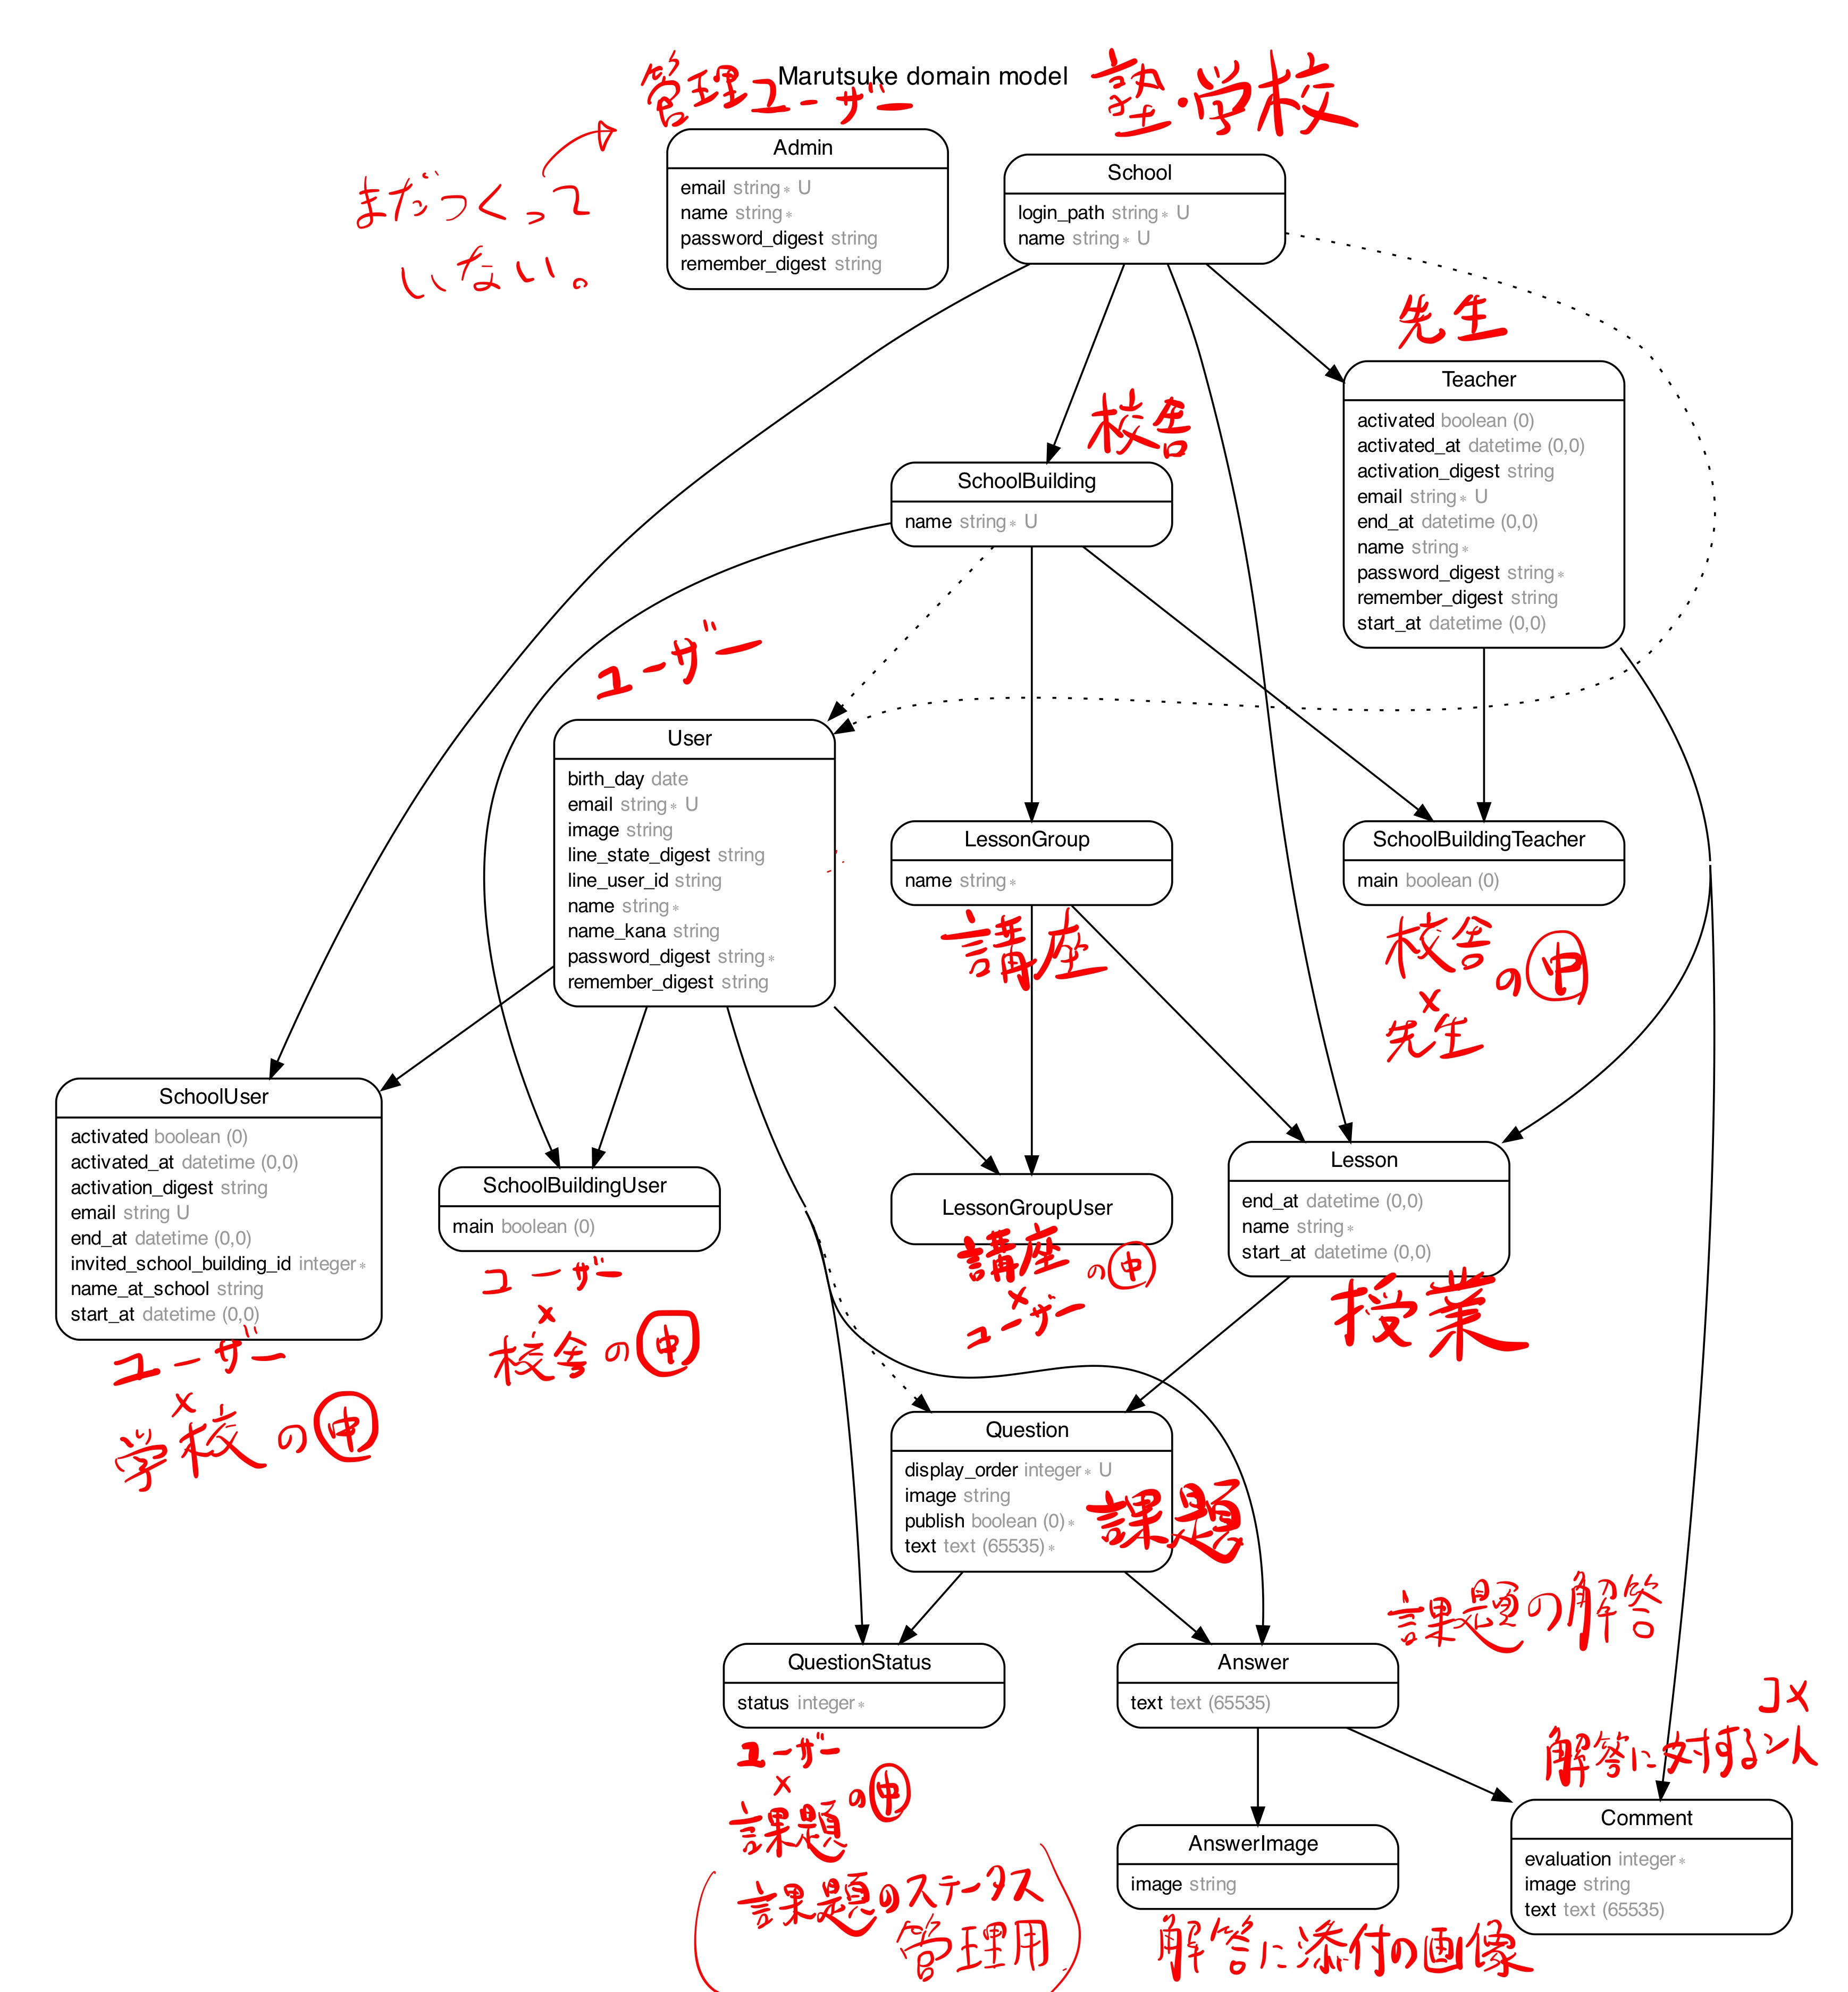 Marutsuke domain model
管理ユーザー
塾・学校
まだつくって
いない。
Admin
email string* U
name string*
password_digest string
remember_digest string
School
login_path string* U
name string* U
先生
Teacher
activated boolean (0)
activated_at datetime (0,0)
activation_digest string
email string* U
end_at datetime (0,0)
name string*
password_digest string*
remember_digest string
start_at datetime (0,0)
校舎
SchoolBuilding
name string* U
ユーザー
User
birth_day date
email string* U
image string
line_state_digest string
line_user_id string
name string*
name_kana string
password_digest string*
remember_digest string
LessonGroup
name string*
講座
SchoolBuildingTeacher
main boolean (0)
校舎
×
先生
の中
SchoolUser
activated boolean (0)
activated_at datetime (0,0)
activation_digest string
email string U
end_at datetime (0,0)
invited_school_building_id integer*
name_at_school string
start_at datetime (0,0)
ユーザー
×
学校の中
SchoolBuildingUser
main boolean (0)
ユーザー
×
校舎の中
LessonGroupUser
講座
×
ユーザー
の中
Lesson
end_at datetime (0,0)
name string*
start_at datetime (0,0)
授業
Question
display_order integer* U
image string
publish boolean (0)*
text text (65535)*
課題
QuestionStatus
status integer*
ユーザー
×
課題
の中
(課題のステータス
管理用)
課題の解答
Answer
text text (65535)
AnswerImage
image string
解答に添付の画像
解答に対するコメント
Comment
evaluation integer*
image string
text text (65535)